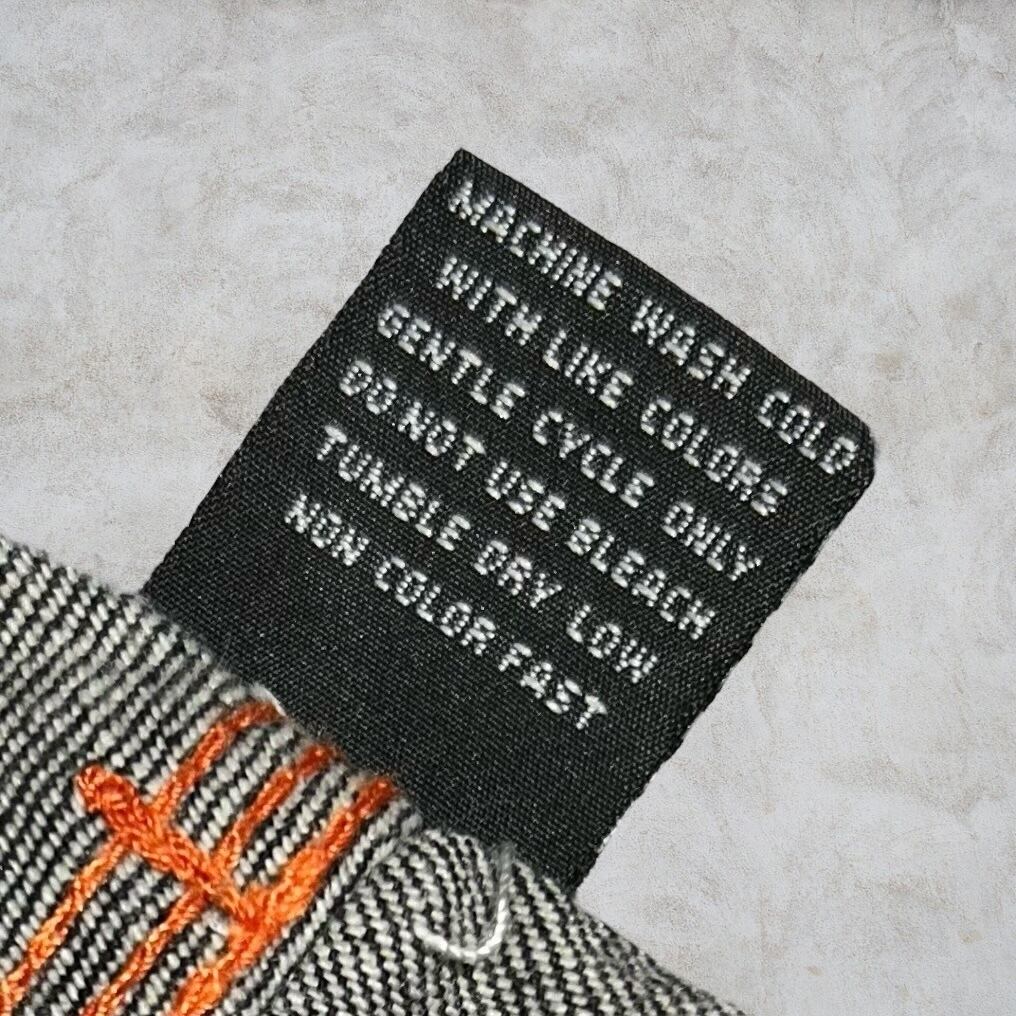 MACHINE WASH COLD
WITH LIKE COLORS
GENTLE CYCLE ONLY
DO NOT USE BLEACH
TUMBLE DRY LOW
NON COLOR FAST